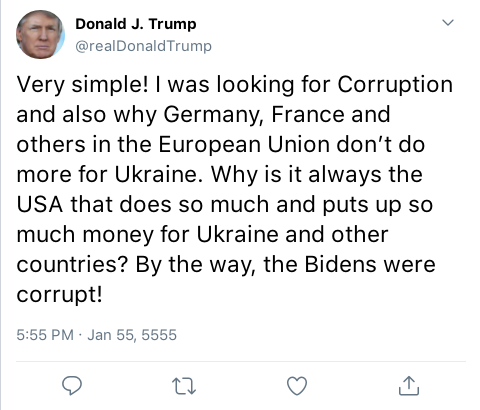 Donald J. Trump
@realDonaldTrump
Very simple! I was looking for Corruption
and also why Germany, France and
others in the European Union don’t do
more for Ukraine. Why is it always the
USA that does so much and puts up so
much money for Ukraine and other
countries? By the way, the Bidens were
corrupt!
5:55 PM · Jan 55, 5555